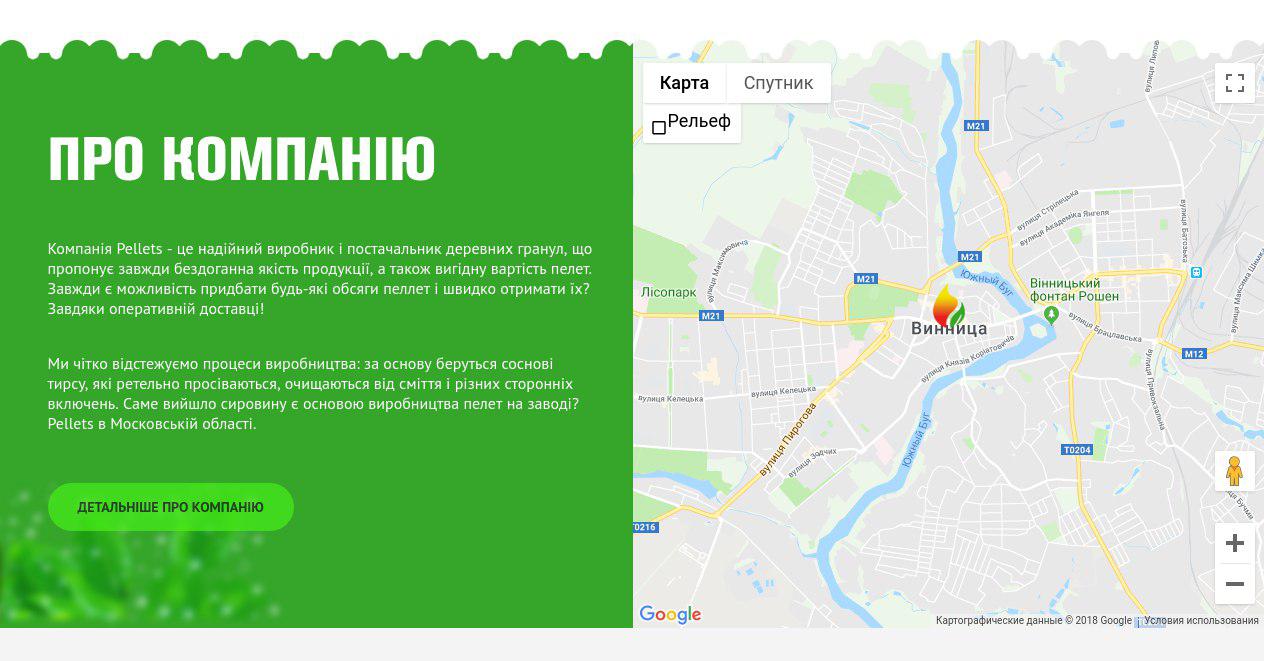 ПРО КОМПАНІЮ
Компанія Pellets - це надійний виробник і постачальник деревних гранул, що
пропонує завжди бездоганна якість продукції, а також вигідну вартість пелет.
Завжди є можливість придбати будь-які обсяги пеллет і швидко отримати їх?
Завдяки оперативній доставці!
Ми чітко відстежуємо процеси виробництва: за основу беруться соснові
тирсу, які ретельно просіваються, очищаються від сміття і різних сторонніх
включень. Саме вийшло сировину є основою виробництва пелет на заводі?
Pellets в Московській області.
ДЕТАЛЬНІШЕ ПРО КОМПАНІЮ
Карта
Спутник
Рельеф
M21
вулиця Стрілецька
вулиця Академіка Янгеля
вулиця Батозька
вулиця Максимовича
M21
M21
Южный Буг
Вінницький
фонтан Рошен
Лісопарк
M21
Винница
вулиця Брацлавська
M12
вулиця Князів Коріатовичів
вулиця Келецька
вулиця Келецька
вулиця Привокзальна
вулиця Пирогова
Южный Буг
вулиця Зодчих
T0204
T0216
Google
Картографические данные © 2018 Google
Условия использования